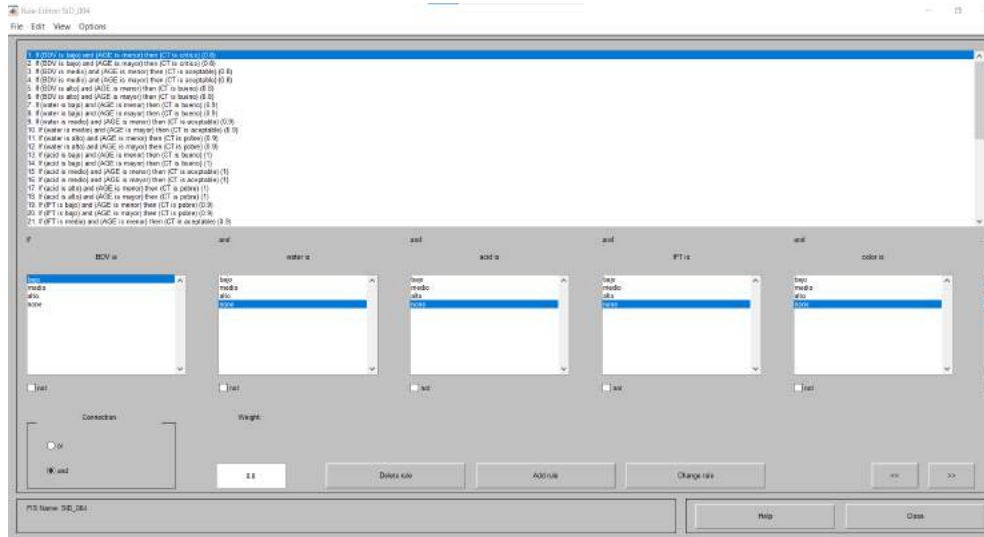 Rule Editor: SID_004
File Edit View Options
1. If (BDV is bajo) and (AGE is menor) then (CT is critico) (0.8)
2. If (BDV is bajo) and (AGE is mayor) then (CT is critico) (0.8)
3. If (BDV is medio) and (AGE is menor) then (CT is aceptable) (0.8)
4. If (BDV is medio) and (AGE is mayor) then (CT is aceptable) (0.8)
5. If (BDV is alto) and (AGE is menor) then (CT is bueno) (0.8)
6. If (BDV is alto) and (AGE is mayor) then (CT is bueno) (0.8)
7. If (water is bajo) and (AGE is menor) then (CT is bueno) (0.9)
8. If (water is bajo) and (AGE is mayor) then (CT is bueno) (0.9)
9. If (water is medio) and (AGE is menor) then (CT is aceptable) (0.9)
10. If (water is medio) and (AGE is mayor) then (CT is aceptable) (0.9)
11. If (water is alto) and (AGE is menor) then (CT is pobre) (0.9)
12. If (water is alto) and (AGE is mayor) then (CT is pobre) (0.9)
13. If (acid is bajo) and (AGE is menor) then (CT is bueno) (1)
14. If (acid is bajo) and (AGE is mayor) then (CT is bueno) (1)
15. If (acid is medio) and (AGE is menor) then (CT is aceptable) (1)
16. If (acid is medio) and (AGE is mayor) then (CT is aceptable) (1)
17. If (acid is alto) and (AGE is menor) then (CT is pobre) (1)
18. If (acid is alto) and (AGE is mayor) then (CT is pobre) (1)
19. If (IFT is bajo) and (AGE is menor) then (CT is pobre) (0.9)
20. If (IFT is bajo) and (AGE is mayor) then (CT is pobre) (0.9)
21. If (IFT is medio) and (AGE is menor) then (CT is aceptable) (0.9)
If and and and and
BDV is water is acid is IFT is color is
bajo bajo bajo bajo bajo
medio medio medio medio medio
alto alto alto alto alto
none none none none none
not not not not not
Connection Weight:
or
and 0.8 Delete rule Add rule Change rule << >>
FIS Name: SID_004
Help Close